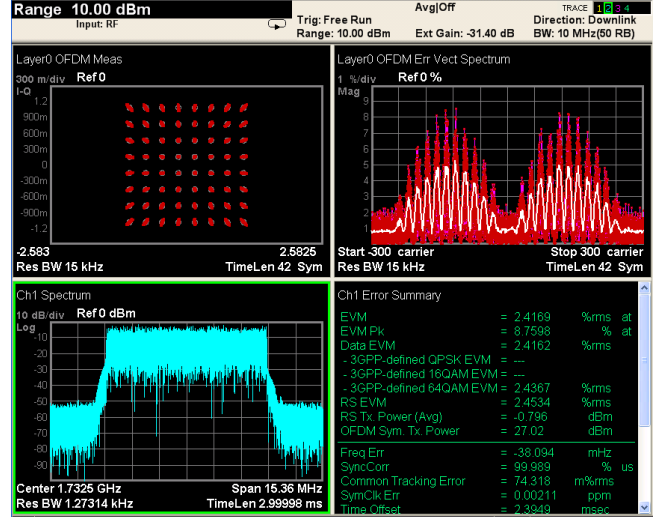 Range 10.00 dBm
Input: RF
Trig: Free Run
Range: 10.00 dBm
Avg|Off
Ext Gain: -31.40 dB
TRACE 1 2 3 4
Direction: Downlink
BW: 10 MHz(50 RB)
Layer0 OFDM Meas
300 m/div Ref 0
I-Q
1.2
900m
600m
300m
0
-300m
-600m
-900m
-1.2
-2.583 2.5825
Res BW 15 kHz TimeLen 42 Sym
Layer0 OFDM Err Vect Spectrum
1 %/div Ref 0 %
Mag
9
8
7
6
5
4
3
2
1
Start -300 carrier Stop 300 carrier
Res BW 15 kHz TimeLen 42 Sym
Ch1 Spectrum
10 dB/div Ref 0 dBm
Log
-10
-20
-30
-40
-50
-60
-70
-80
-90
Center 1.7325 GHz Span 15.36 MHz
Res BW 1.27314 kHz TimeLen 2.99998 ms
Ch1 Error Summary
EVM = 2.4169 %rms at
EVM Pk = 8.7598 % at
Data EVM = 2.4162 %rms
- 3GPP-defined QPSK EVM = ---
- 3GPP-defined 16QAM EVM = ---
- 3GPP-defined 64QAM EVM = 2.4367 %rms
RS EVM = 2.4534 %rms
RS Tx. Power (Avg) = -0.796 dBm
OFDM Sym. Tx. Power = 27.02 dBm
Freq Err = -38.094 mHz
SyncCorr = 99.989 % us
Common Tracking Error = 74.318 m%rms
SymClk Err = 0.00211 ppm
Time Offset = 2.3949 msec